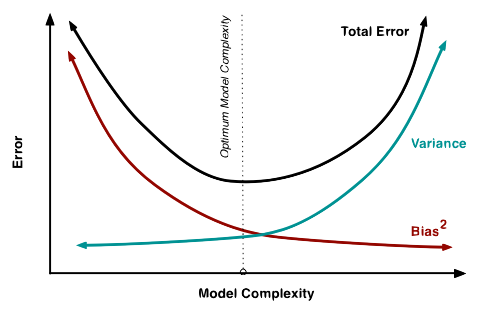 Total Error
Optimum Model Complexity
Variance
Error
Bias²
Model Complexity